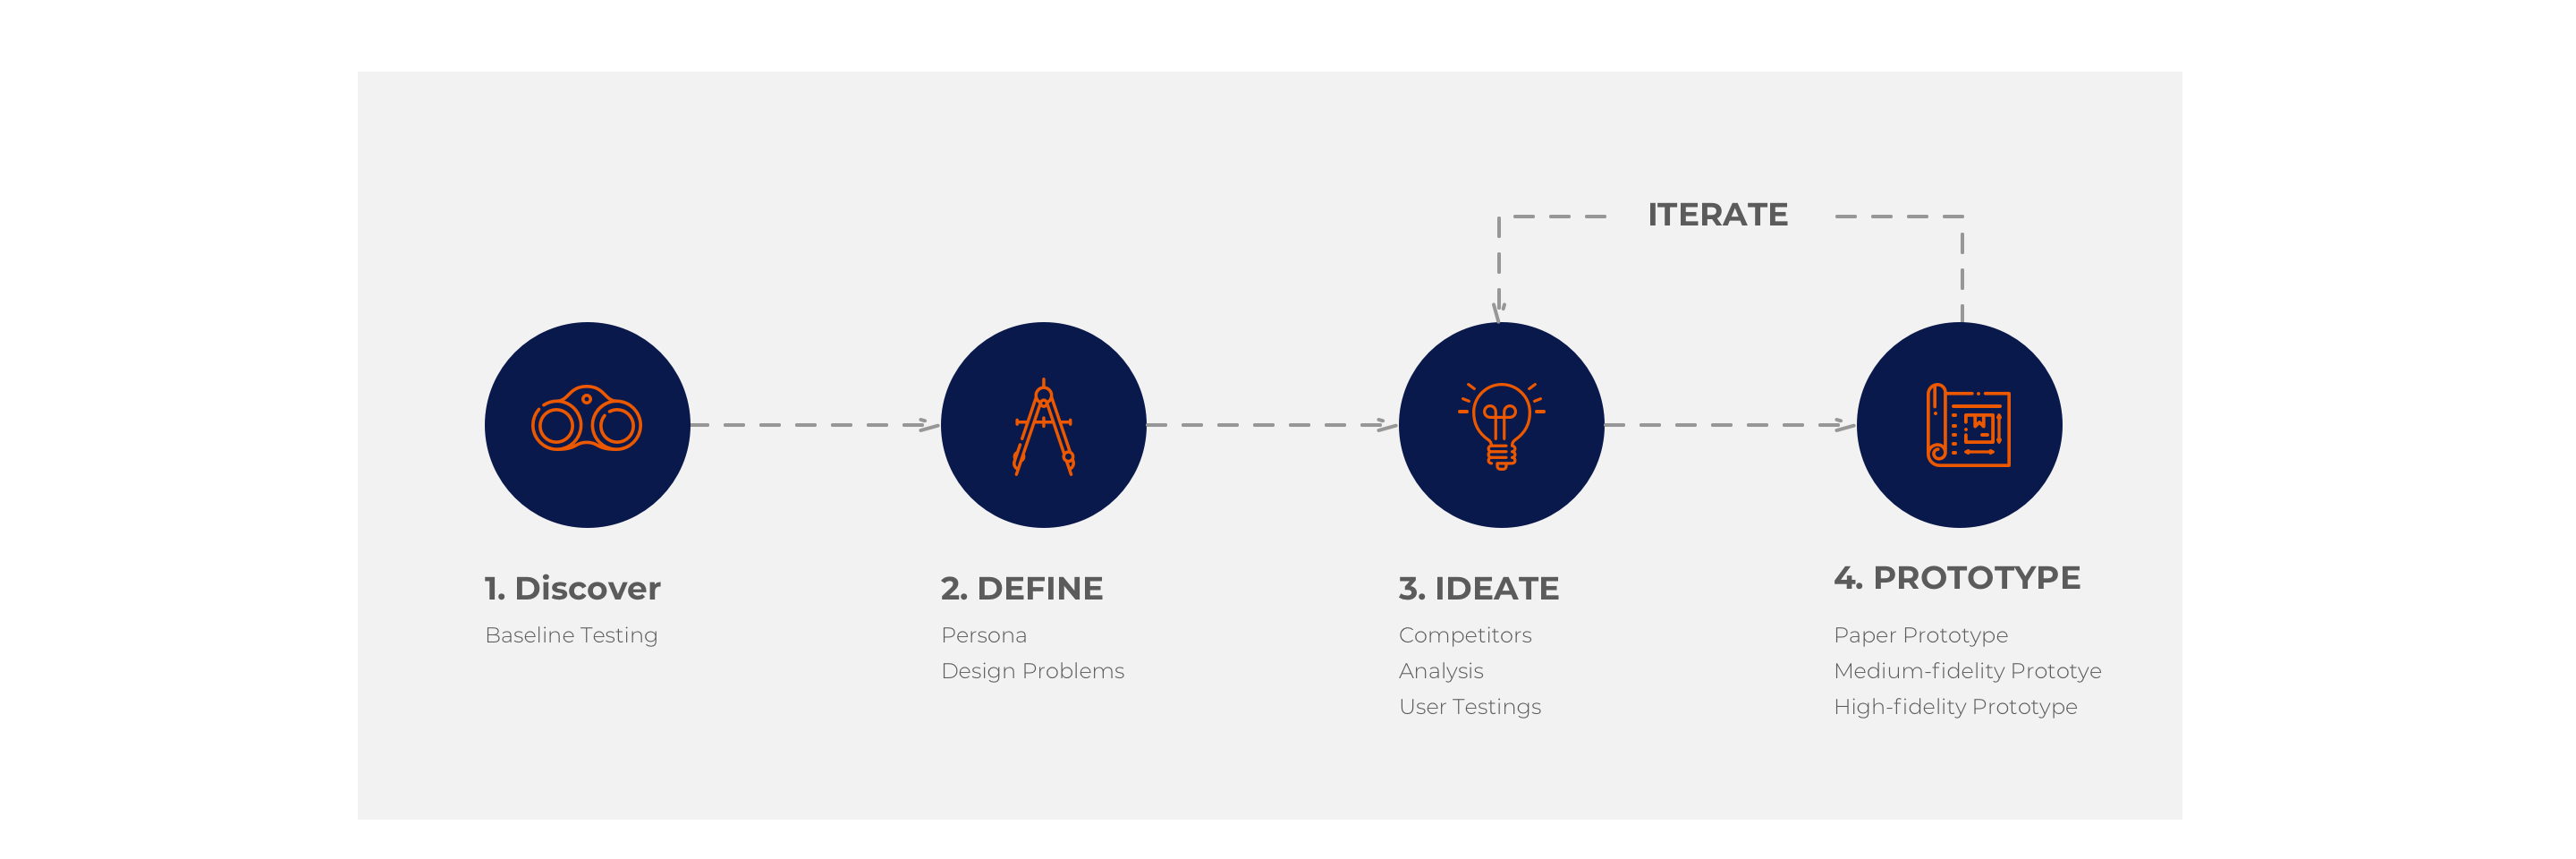 ITERATE
1. Discover
Baseline Testing
2. DEFINE
Persona
Design Problems
3. IDEATE
Competitors
Analysis
User Testings
4. PROTOTYPE
Paper Prototype
Medium-fidelity Prototye
High-fidelity Prototype